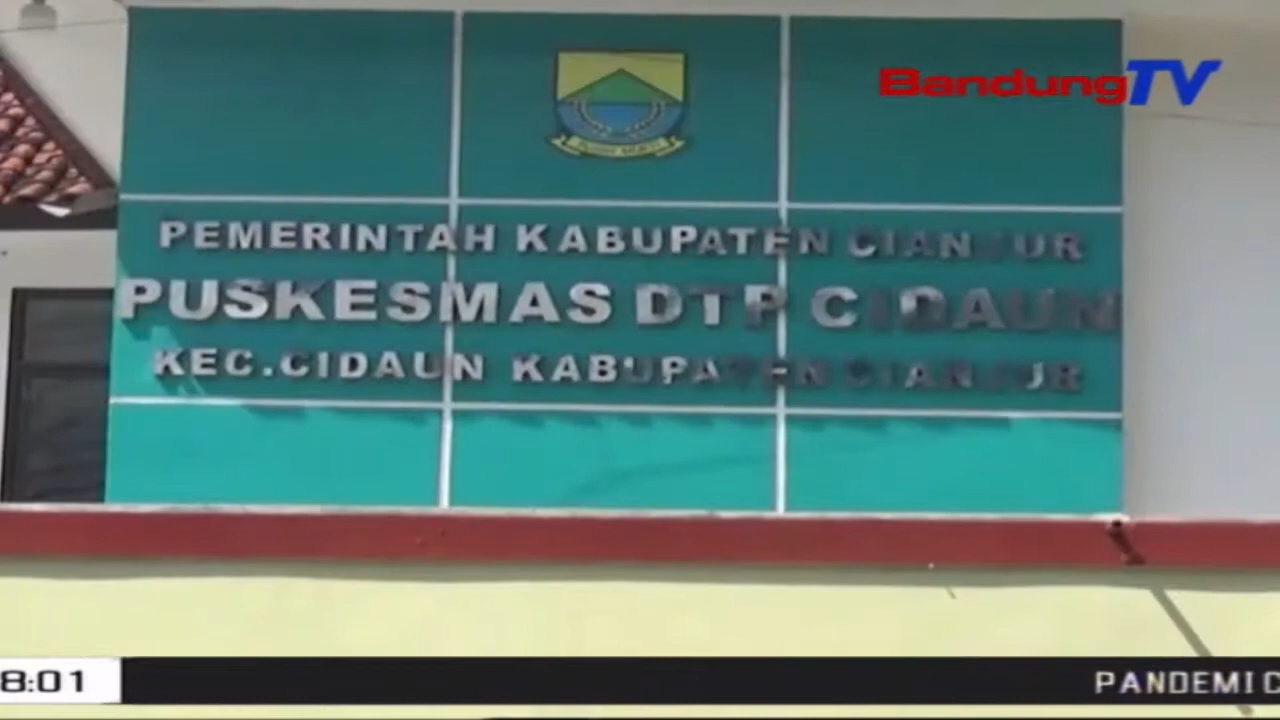 BandungTV
PEMERINTAH KABUPATEN CIANJUR
PUSKESMAS DTP CIDAUN
KEC.CIDAUN KABUPATEN CIANJUR
8:01
PANDEMI